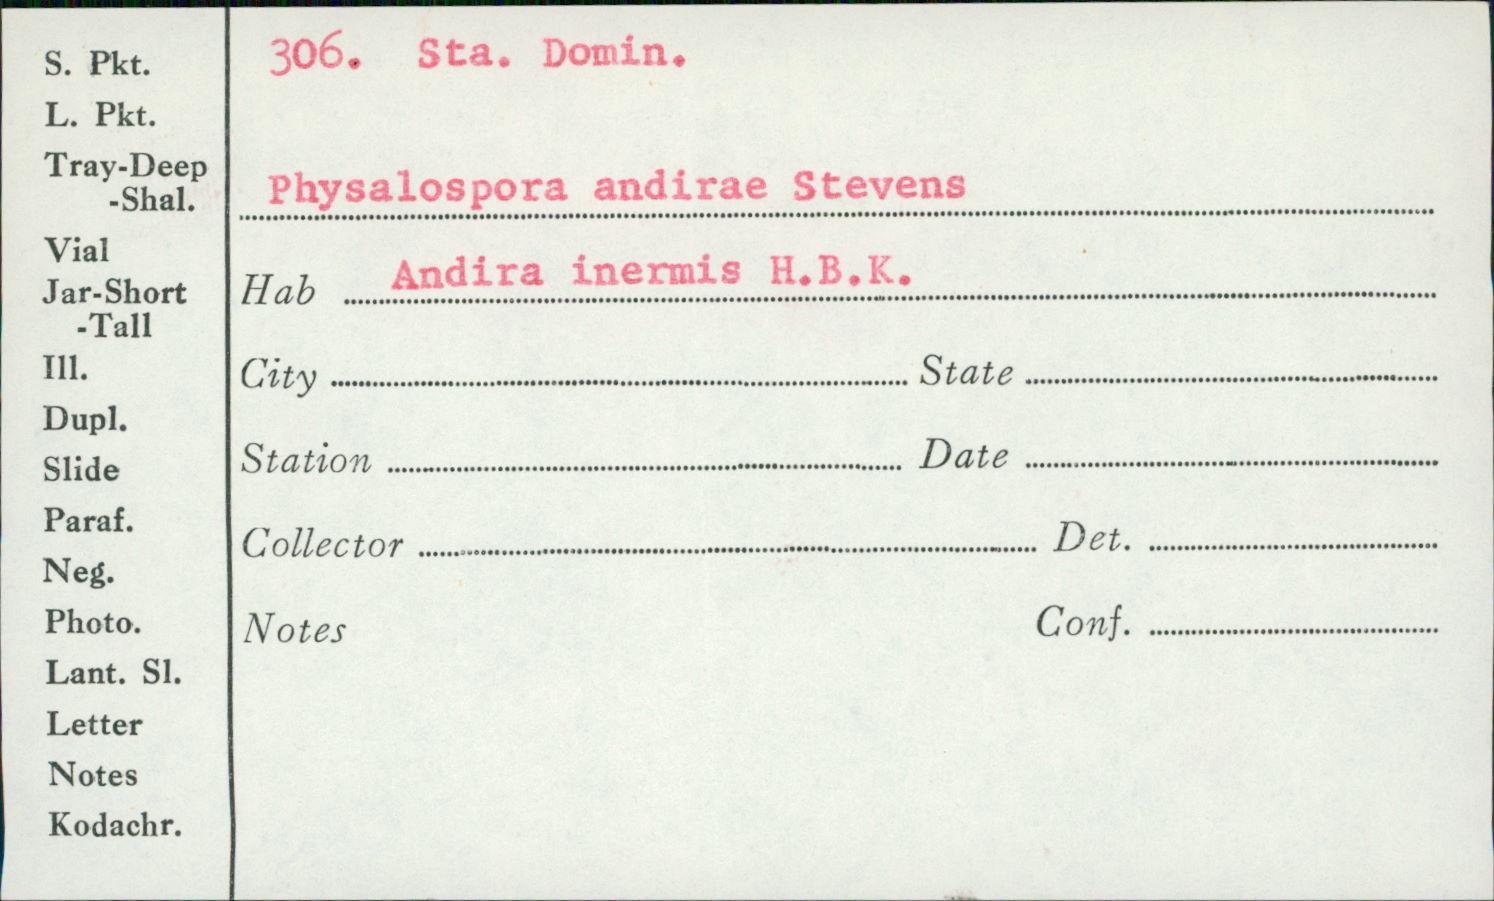 S. Pkt.
L. Pkt.
Tray-Deep
-Shal.
Vial
Jar-Short
-Tall
Ill.
Dupl.
Slide
Paraf.
Neg.
Photo.
Lant. Sl.
Letter
Notes
Kodachr.
306. Sta. Domin.
Physalospora andirae Stevens
Hab Andira inermis H.B.K.
City State
Station Date
Collector Det.
Notes Conf.